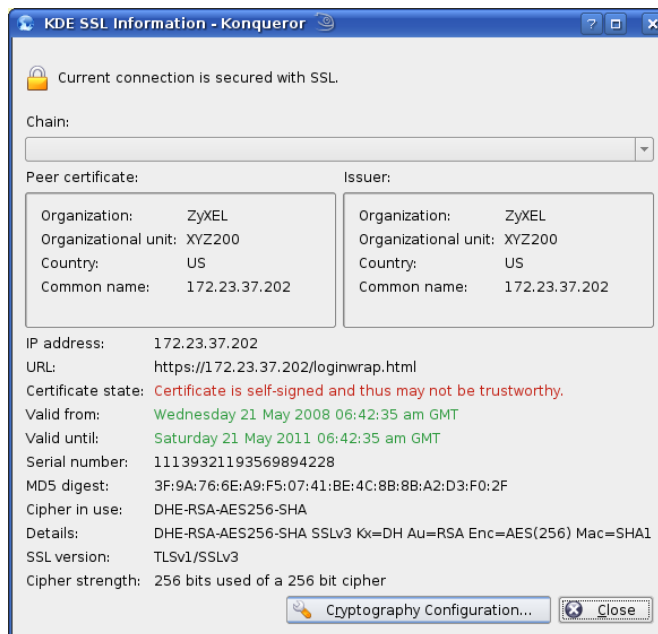 KDE SSL Information - Konqueror
Current connection is secured with SSL.
Chain:
Peer certificate:
Issuer:
Organization: ZyXEL
Organizational unit: XYZ200
Country: US
Common name: 172.23.37.202
Organization: ZyXEL
Organizational unit: XYZ200
Country: US
Common name: 172.23.37.202
IP address: 172.23.37.202
URL: https://172.23.37.202/loginwrap.html
Certificate state: Certificate is self-signed and thus may not be trustworthy.
Valid from: Wednesday 21 May 2008 06:42:35 am GMT
Valid until: Saturday 21 May 2011 06:42:35 am GMT
Serial number: 11139321193569894228
MD5 digest: 3F:9A:76:6E:A9:F5:07:41:BE:4C:8B:8B:A2:D3:F0:2F
Cipher in use: DHE-RSA-AES256-SHA
Details: DHE-RSA-AES256-SHA SSLv3 Kx=DH Au=RSA Enc=AES(256) Mac=SHA1
SSL version: TLSv1/SSLv3
Cipher strength: 256 bits used of a 256 bit cipher
Cryptography Configuration...
Close